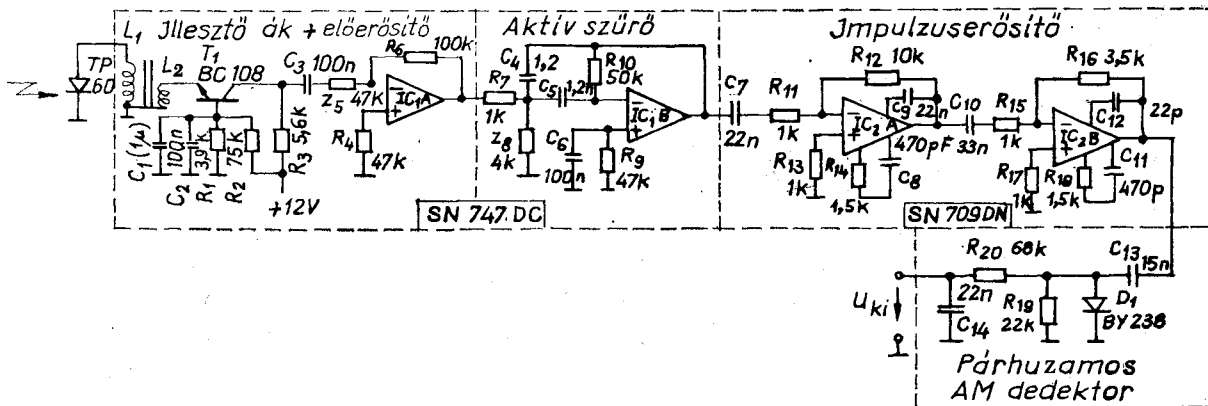 Jllesztő ák + előerősítő
Aktív szűrő
Jmpulzuserősítő
L1
TP 60
L2
T1
BC 108
C1 (1μ)
100n
C2
3,9k
R1
75k
R2
R3
5,6k
+12V
C3
100n
Z5
47k
R4
47k
R6
100k
IC1A
SN 747.DC
R7
1k
C4
1,2
C5
1,2n
R10
50k
Z8
4k
C6
100n
R9
47k
IC1B
C7
22n
R11
1k
R12 10k
IC2A
C9
22n
R13
1k
R14
1,5k
470pF
C8
C10
33n
R15
1k
R16 3,5k
IC2B
C12
22p
R17
1k
R18
1,5k
C11
470p
SN 709DN
R20 68k
C13
15n
Uki
22n
C14
R19
22k
D1
BY 238
Párhuzamos
AM dedektor